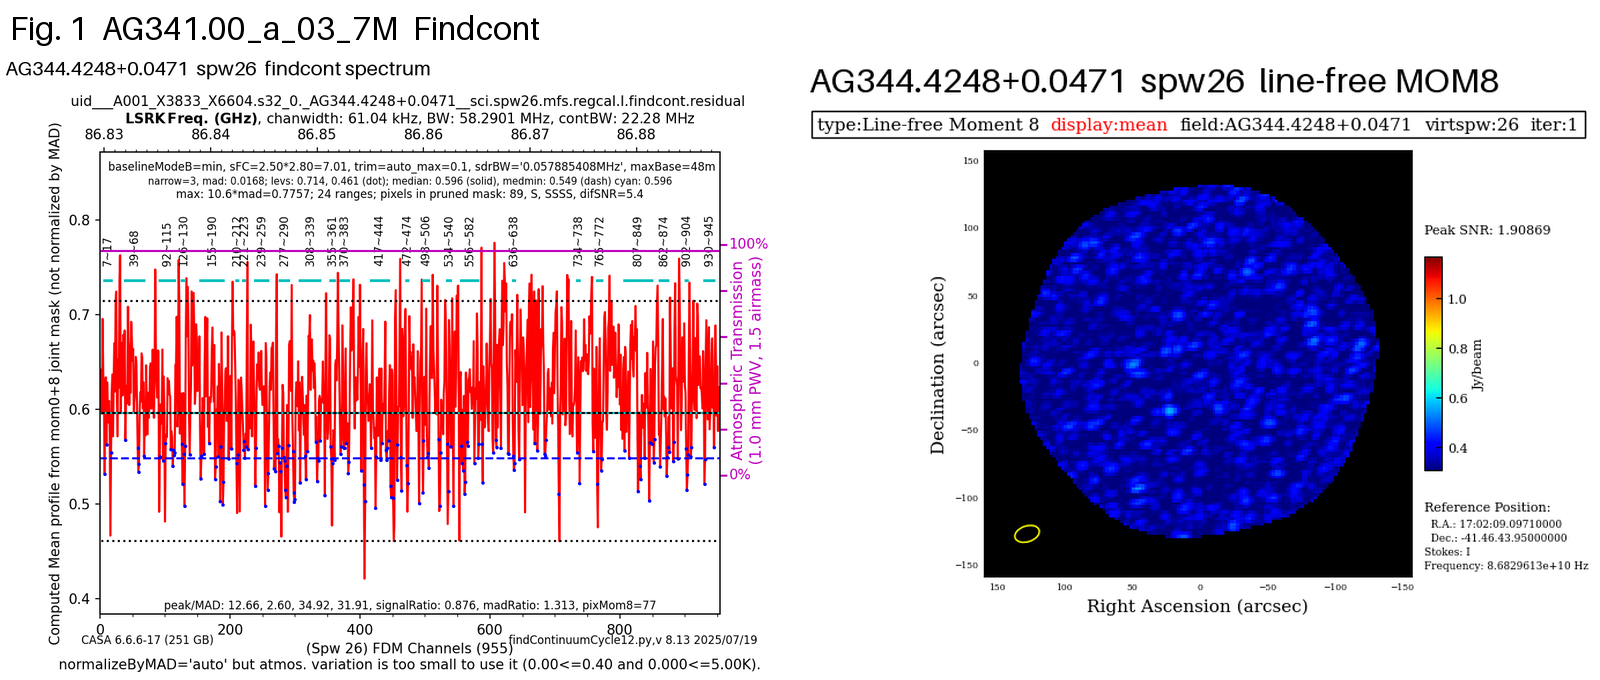 Fig. 1 AG341.00_a_03_7M Findcont
AG344.4248+0.0471 spw26 findcont spectrum
uid___A001_X3833_X6604.s32_0._AG344.4248+0.0471__sci.spw26.mfs.regcal.I.findcont.residual
LSRK Freq. (GHz), chanwidth: 61.04 kHz, BW: 58.2901 MHz, contBW: 22.28 MHz
86.83 86.84 86.85 86.86 86.87 86.88
baselineModeB=min, sFC=2.50*2.80=7.01, trim=auto_max=0.1, sdrBW='0.057885408MHz', maxBase=48m
narrow=3, mad: 0.0168; levs: 0.714, 0.461 (dot); median: 0.596 (solid), medmin: 0.549 (dash) cyan: 0.596
max: 10.6*mad=0.7757; 24 ranges; pixels in pruned mask: 89, S, SSSS, difSNR=5.4
7~17 39~68 92~115 126~130 239~259 277~290 308~339 355~361 370~383 417~444 472~474 493~506 534~540 556~582 636~638 734~738 766~772 807~849 862~874 902~904 930~945
0.8
0.7
0.6
0.5
0.4
Computed Mean profile from mom0+8 joint mask (not normalized by MAD)
100%
0%
Atmospheric Transmission
(1.0 mm PWV, 1.5 airmass)
peak/MAD: 12.66, 2.60, 34.92, 31.91, signalRatio: 0.876, madRatio: 1.313, pixMom8=77
0 200 400 600 800
CASA 6.6.6-17 (251 GB)
(Spw 26) FDM Channels (955)
findContinuumCycle12.py,v 8.13 2025/07/19
normalizeByMAD='auto' but atmos. variation is too small to use it (0.00<=0.40 and 0.000<=5.00K).
AG344.4248+0.0471 spw26 line-free MOM8
type:Line-free Moment 8 display:mean field:AG344.4248+0.0471 virtspw:26 iter:1
150
100
50
0
−50
−100
−150
Declination (arcsec)
150 100 50 0 −50 −100 −150
Right Ascension (arcsec)
Peak SNR: 1.90869
1.0
0.8
0.6
0.4
Jy/beam
Reference Position:
R.A.: 17:02:09.09710000
Dec.: -41.46.43.95000000
Stokes: I
Frequency: 8.6829613e+10 Hz